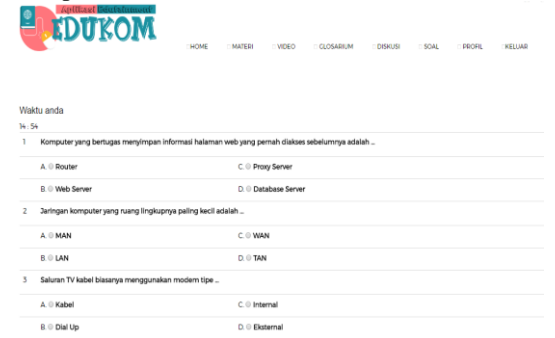 Aplikasi Edutainment
EDUKOM
HOME MATERI VIDEO CLOSARIUM DISKUSI SOAL PROFIL KELUAR
Waktu anda
14 : 54
1 Komputer yang bertugas menyimpan informasi halaman web yang pernah diakses sebelumnya adalah ...
A. Router C. Proxy Server
B. Web Server D. Database Server
2 Jaringan komputer yang ruang lingkupnya paling kecil adalah ...
A. MAN C. WAN
B. LAN D. TAN
3 Saluran TV kabel biasanya menggunakan modem tipe ...
A. Kabel C. Internal
B. Dial Up D. Eksternal